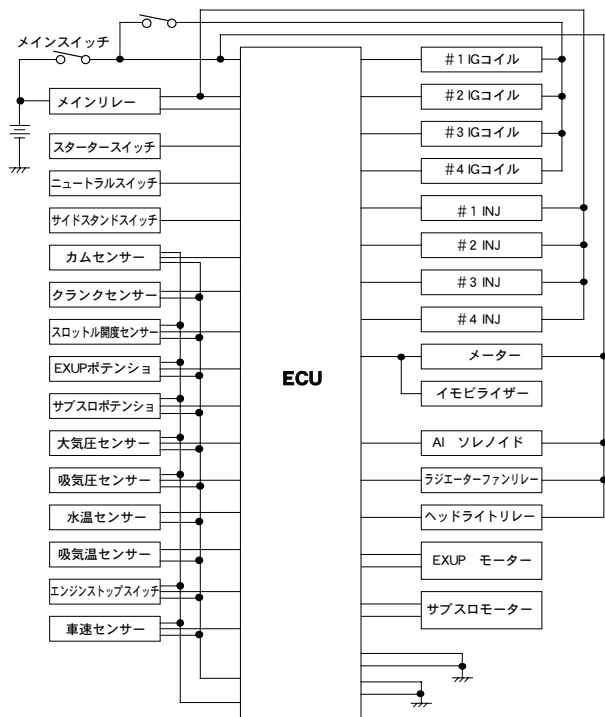 メインスイッチ
メインリレー
スタータースイッチ
ニュートラルスイッチ
サイドスタンドスイッチ
カムセンサー
クランクセンサー
スロットル開度センサー
EXUPポテンショ
サブスロポテンショ
大気圧センサー
吸気圧センサー
水温センサー
吸気温センサー
エンジンストップスイッチ
車速センサー
ECU
#1 IGコイル
#2 IGコイル
#3 IGコイル
#4 IGコイル
#1 INJ
#2 INJ
#3 INJ
#4 INJ
メーター
イモビライザー
AI ソレノイド
ラジエーターファンリレー
ヘッドライトリレー
EXUP モーター
サブスロモーター